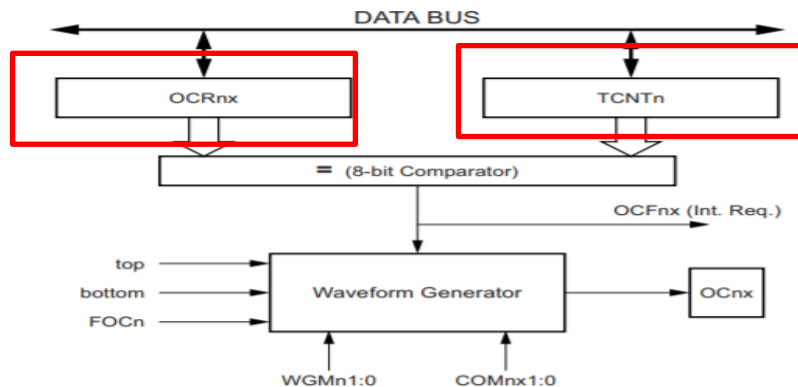 DATA BUS
OCRnx
TCNTn
= (8-bit Comparator)
OCFnx (Int. Req.)
top
bottom
FOCn
Waveform Generator
OCnx
WGMn1:0
COMnx1:0